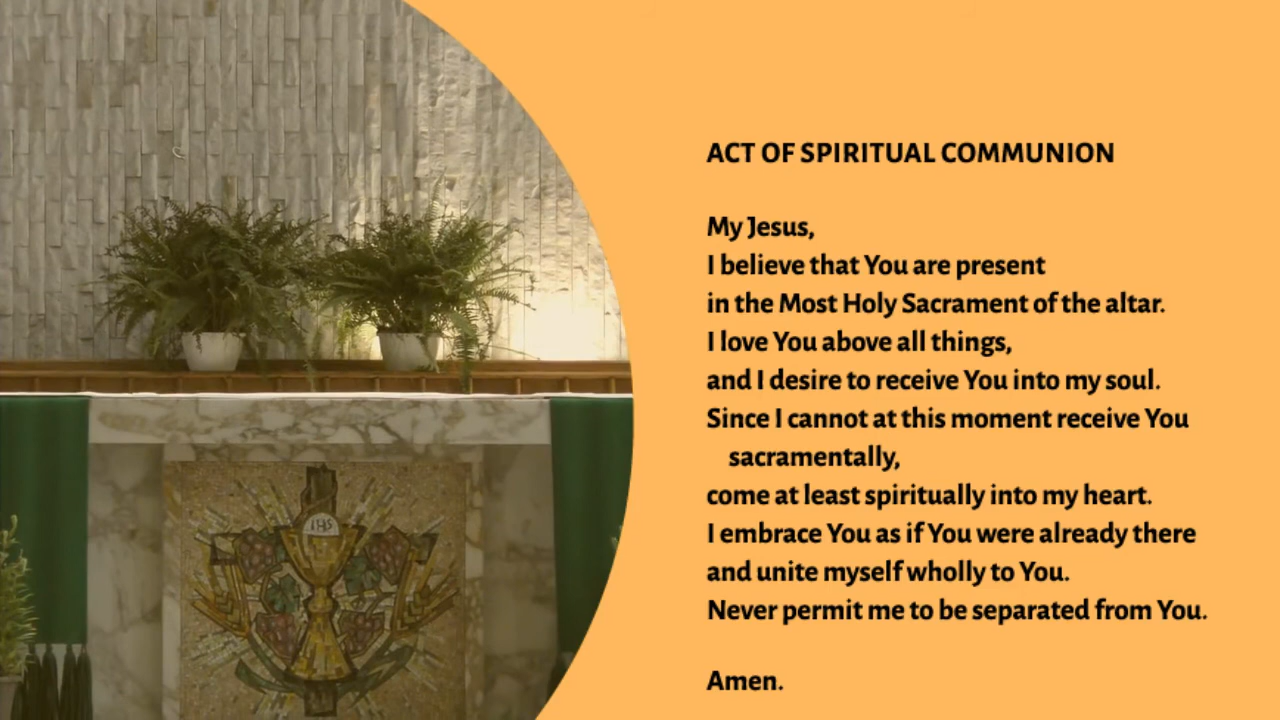 IHS
ACT OF SPIRITUAL COMMUNION
My Jesus,
I believe that You are present
in the Most Holy Sacrament of the altar.
I love You above all things,
and I desire to receive You into my soul.
Since I cannot at this moment receive You
sacramentally,
come at least spiritually into my heart.
I embrace You as if You were already there
and unite myself wholly to You.
Never permit me to be separated from You.
Amen.